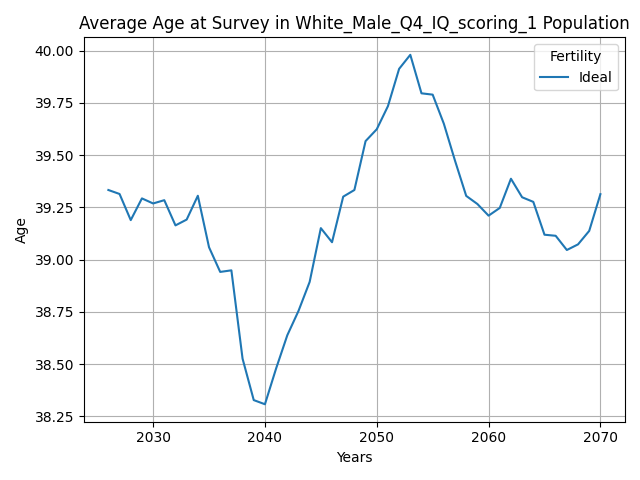 Average Age at Survey in White_Male_Q4_IQ_scoring_1 Population
Fertility
Ideal
40.00
39.75
39.50
39.25
39.00
38.75
38.50
38.25
Age
2030
2040
2050
2060
2070
Years